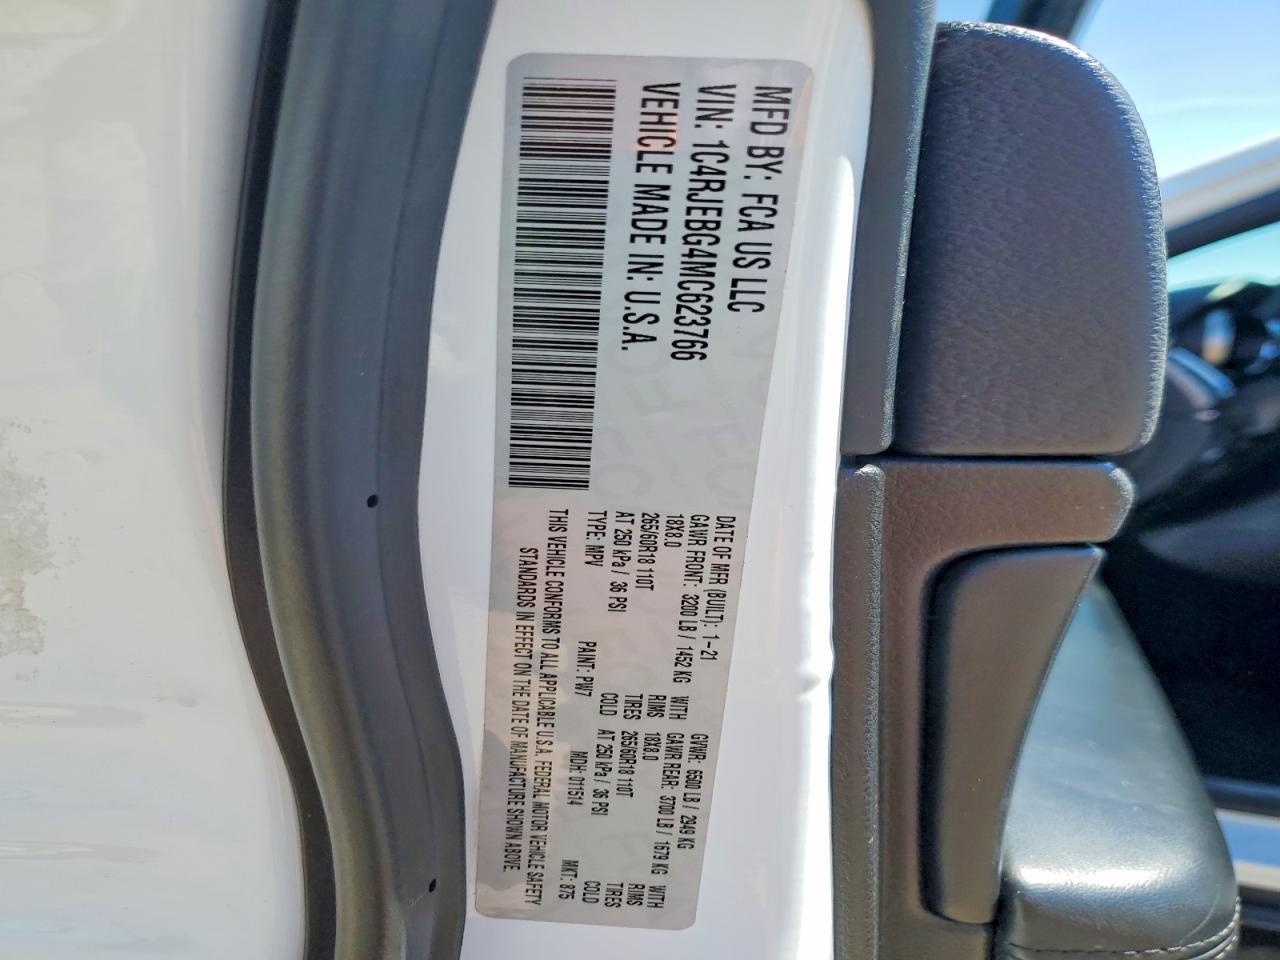 MFD BY: FCA US LLC
VIN: 1C4RJEBG4MC623766
VEHICLE MADE IN: U.S.A.
DATE OF MFR (BUILT): 1-21 GVWR: 6500 LB / 2949 KG
GAWR FRONT: 3200 LB / 1452 KG WITH GAWR REAR: 3700 LB / 1679 KG WITH
18X8.0 RIMS 18X8.0 RIMS
265/60R18 110T TIRES 265/60R18 110T TIRES
AT 250 kPa / 36 PSI COLD AT 250 kPa / 36 PSI COLD
TYPE: MPV PAINT: PW7 MDH: 011514 MKT: 875
THIS VEHICLE CONFORMS TO ALL APPLICABLE U.S.A. FEDERAL MOTOR VEHICLE SAFETY
STANDARDS IN EFFECT ON THE DATE OF MANUFACTURE SHOWN ABOVE.